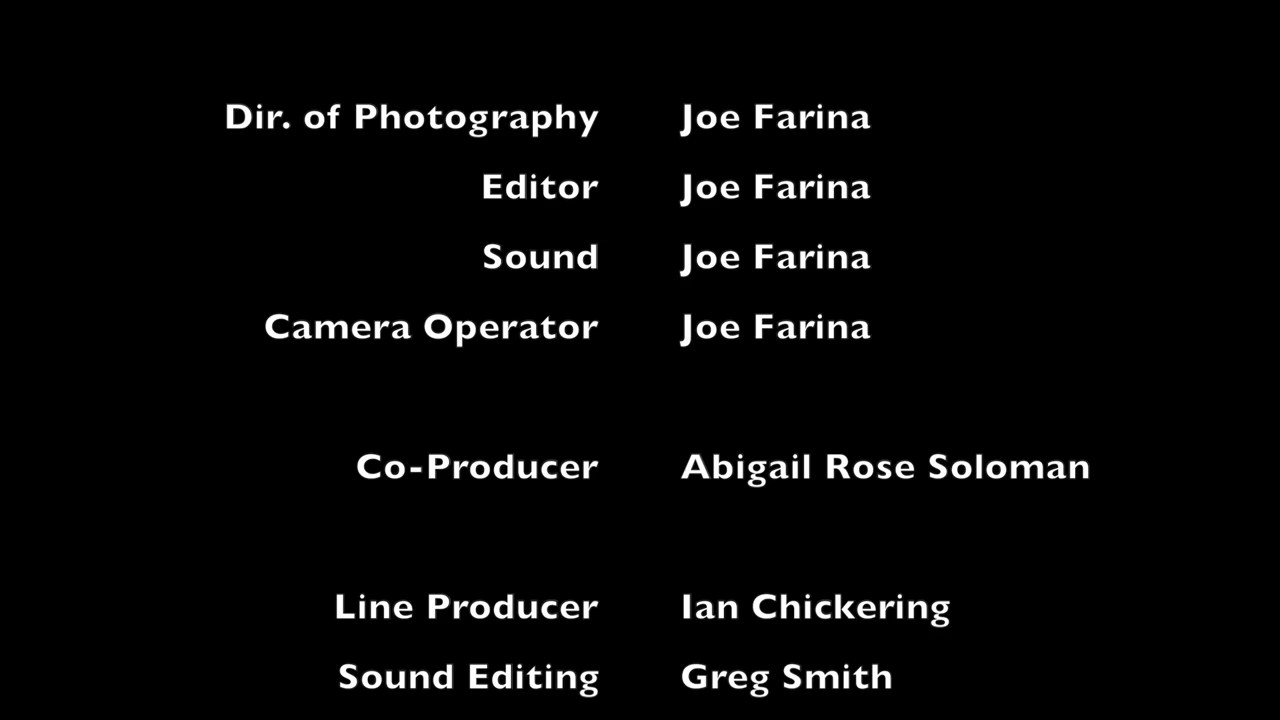 Dir. of Photography Joe Farina
Editor Joe Farina
Sound Joe Farina
Camera Operator Joe Farina
Co-Producer Abigail Rose Soloman
Line Producer Ian Chickering
Sound Editing Greg Smith